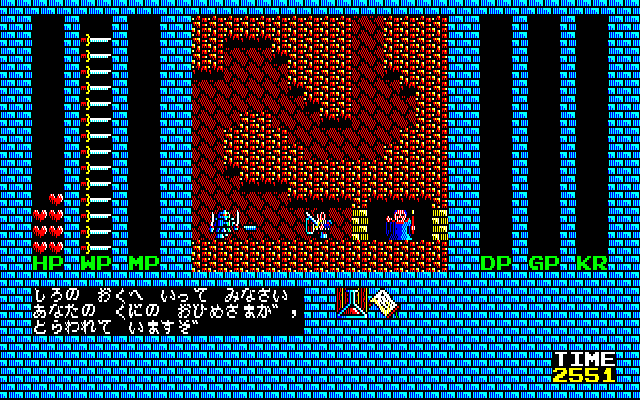 HP WP MP
DP GP KR
しろの おくへ いって みなさい
あなたの くにの おひめさまが,
とらわれて いますぞ
TIME
2551